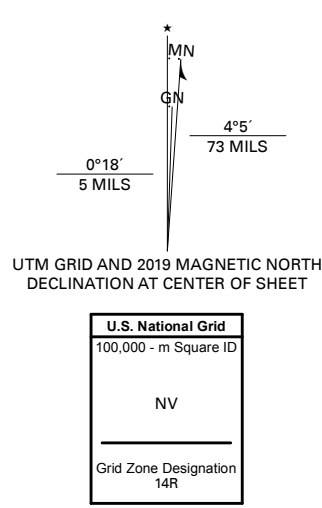 ★
MN
GN
4°5´
73 MILS
0°18´
5 MILS
UTM GRID AND 2019 MAGNETIC NORTH
DECLINATION AT CENTER OF SHEET
U.S. National Grid
100,000 - m Square ID
NV
Grid Zone Designation
14R